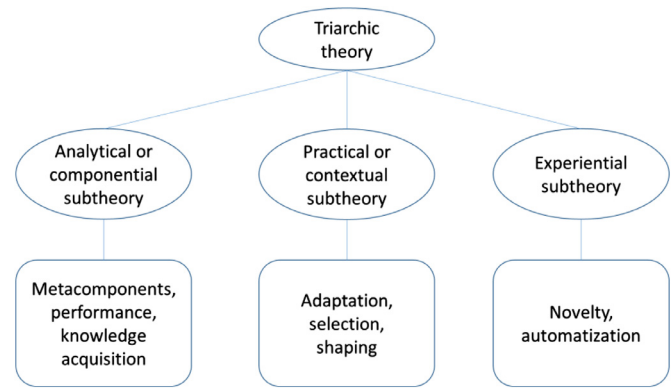 Triarchic
theory
Analytical or
componential
subtheory
Practical or
contextual
subtheory
Experiential
subtheory
Metacomponents,
performance,
knowledge
acquisition
Adaptation,
selection,
shaping
Novelty,
automatization